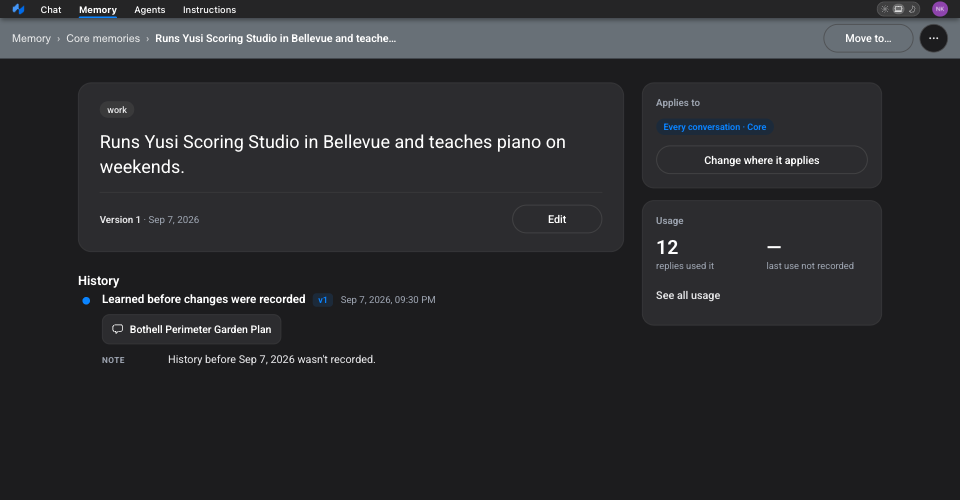 Chat Memory Agents Instructions
NK
Memory › Core memories › Runs Yusi Scoring Studio in Bellevue and teache...
Move to...
work
Runs Yusi Scoring Studio in Bellevue and teaches piano on
weekends.
Version 1 · Sep 7, 2026
Edit
History
Learned before changes were recorded v1 Sep 7, 2026, 09:30 PM
Bothell Perimeter Garden Plan
NOTE History before Sep 7, 2026 wasn't recorded.
Applies to
Every conversation · Core
Change where it applies
Usage
12 —
replies used it last use not recorded
See all usage